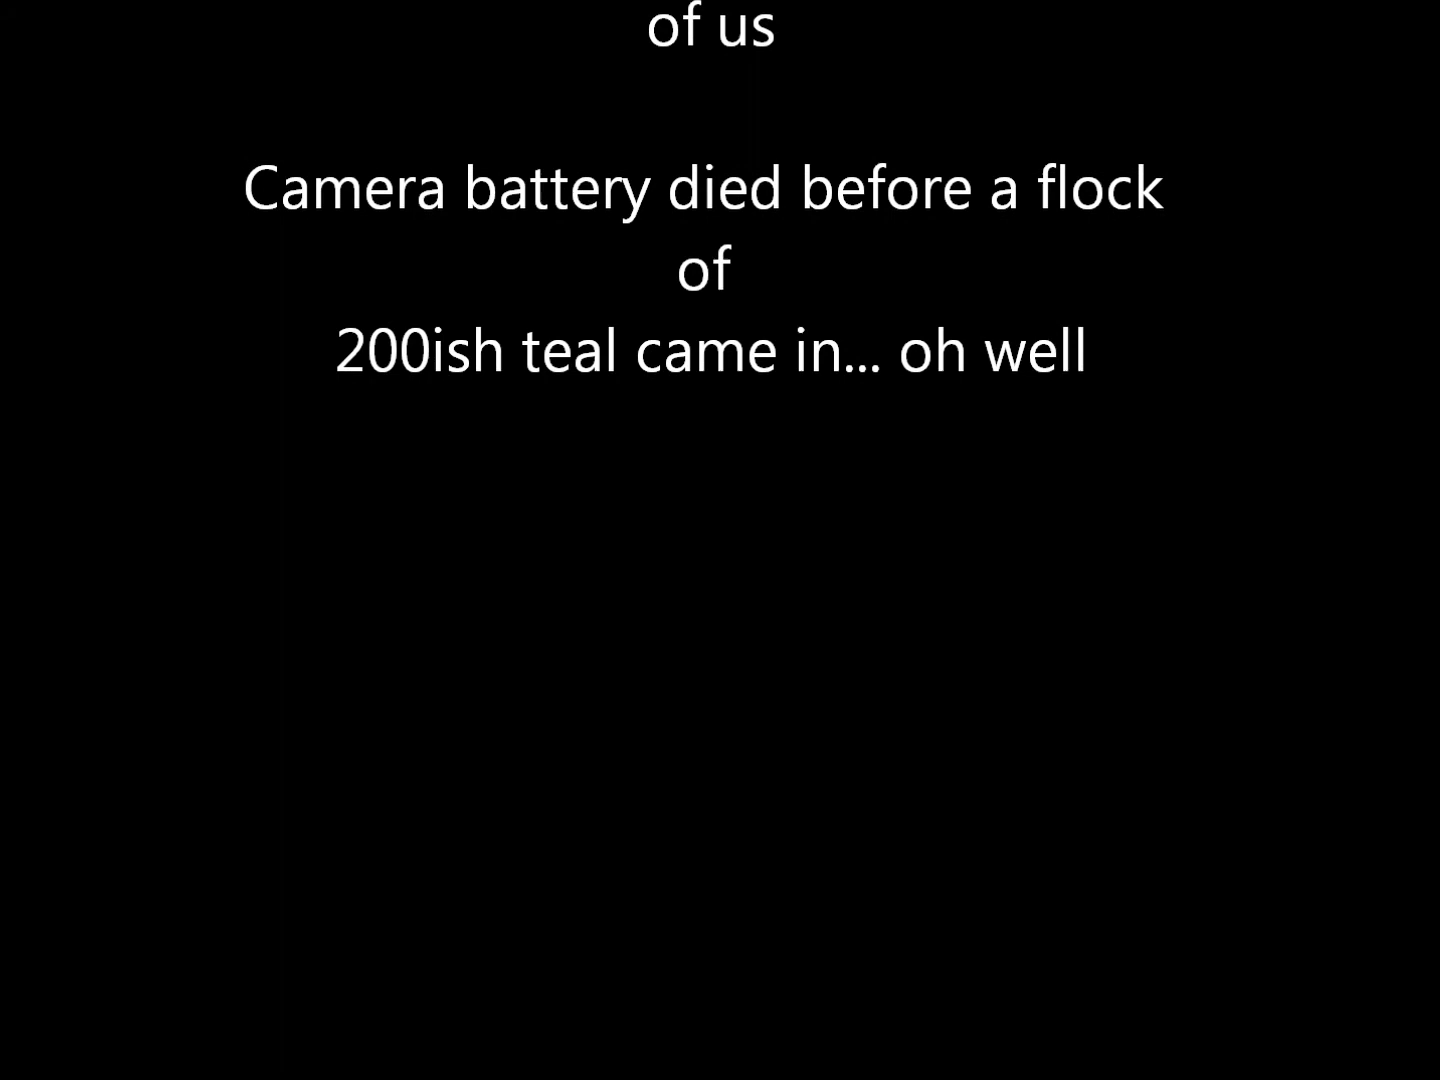 of us
Camera battery died before a flock
of
200ish teal came in... oh well